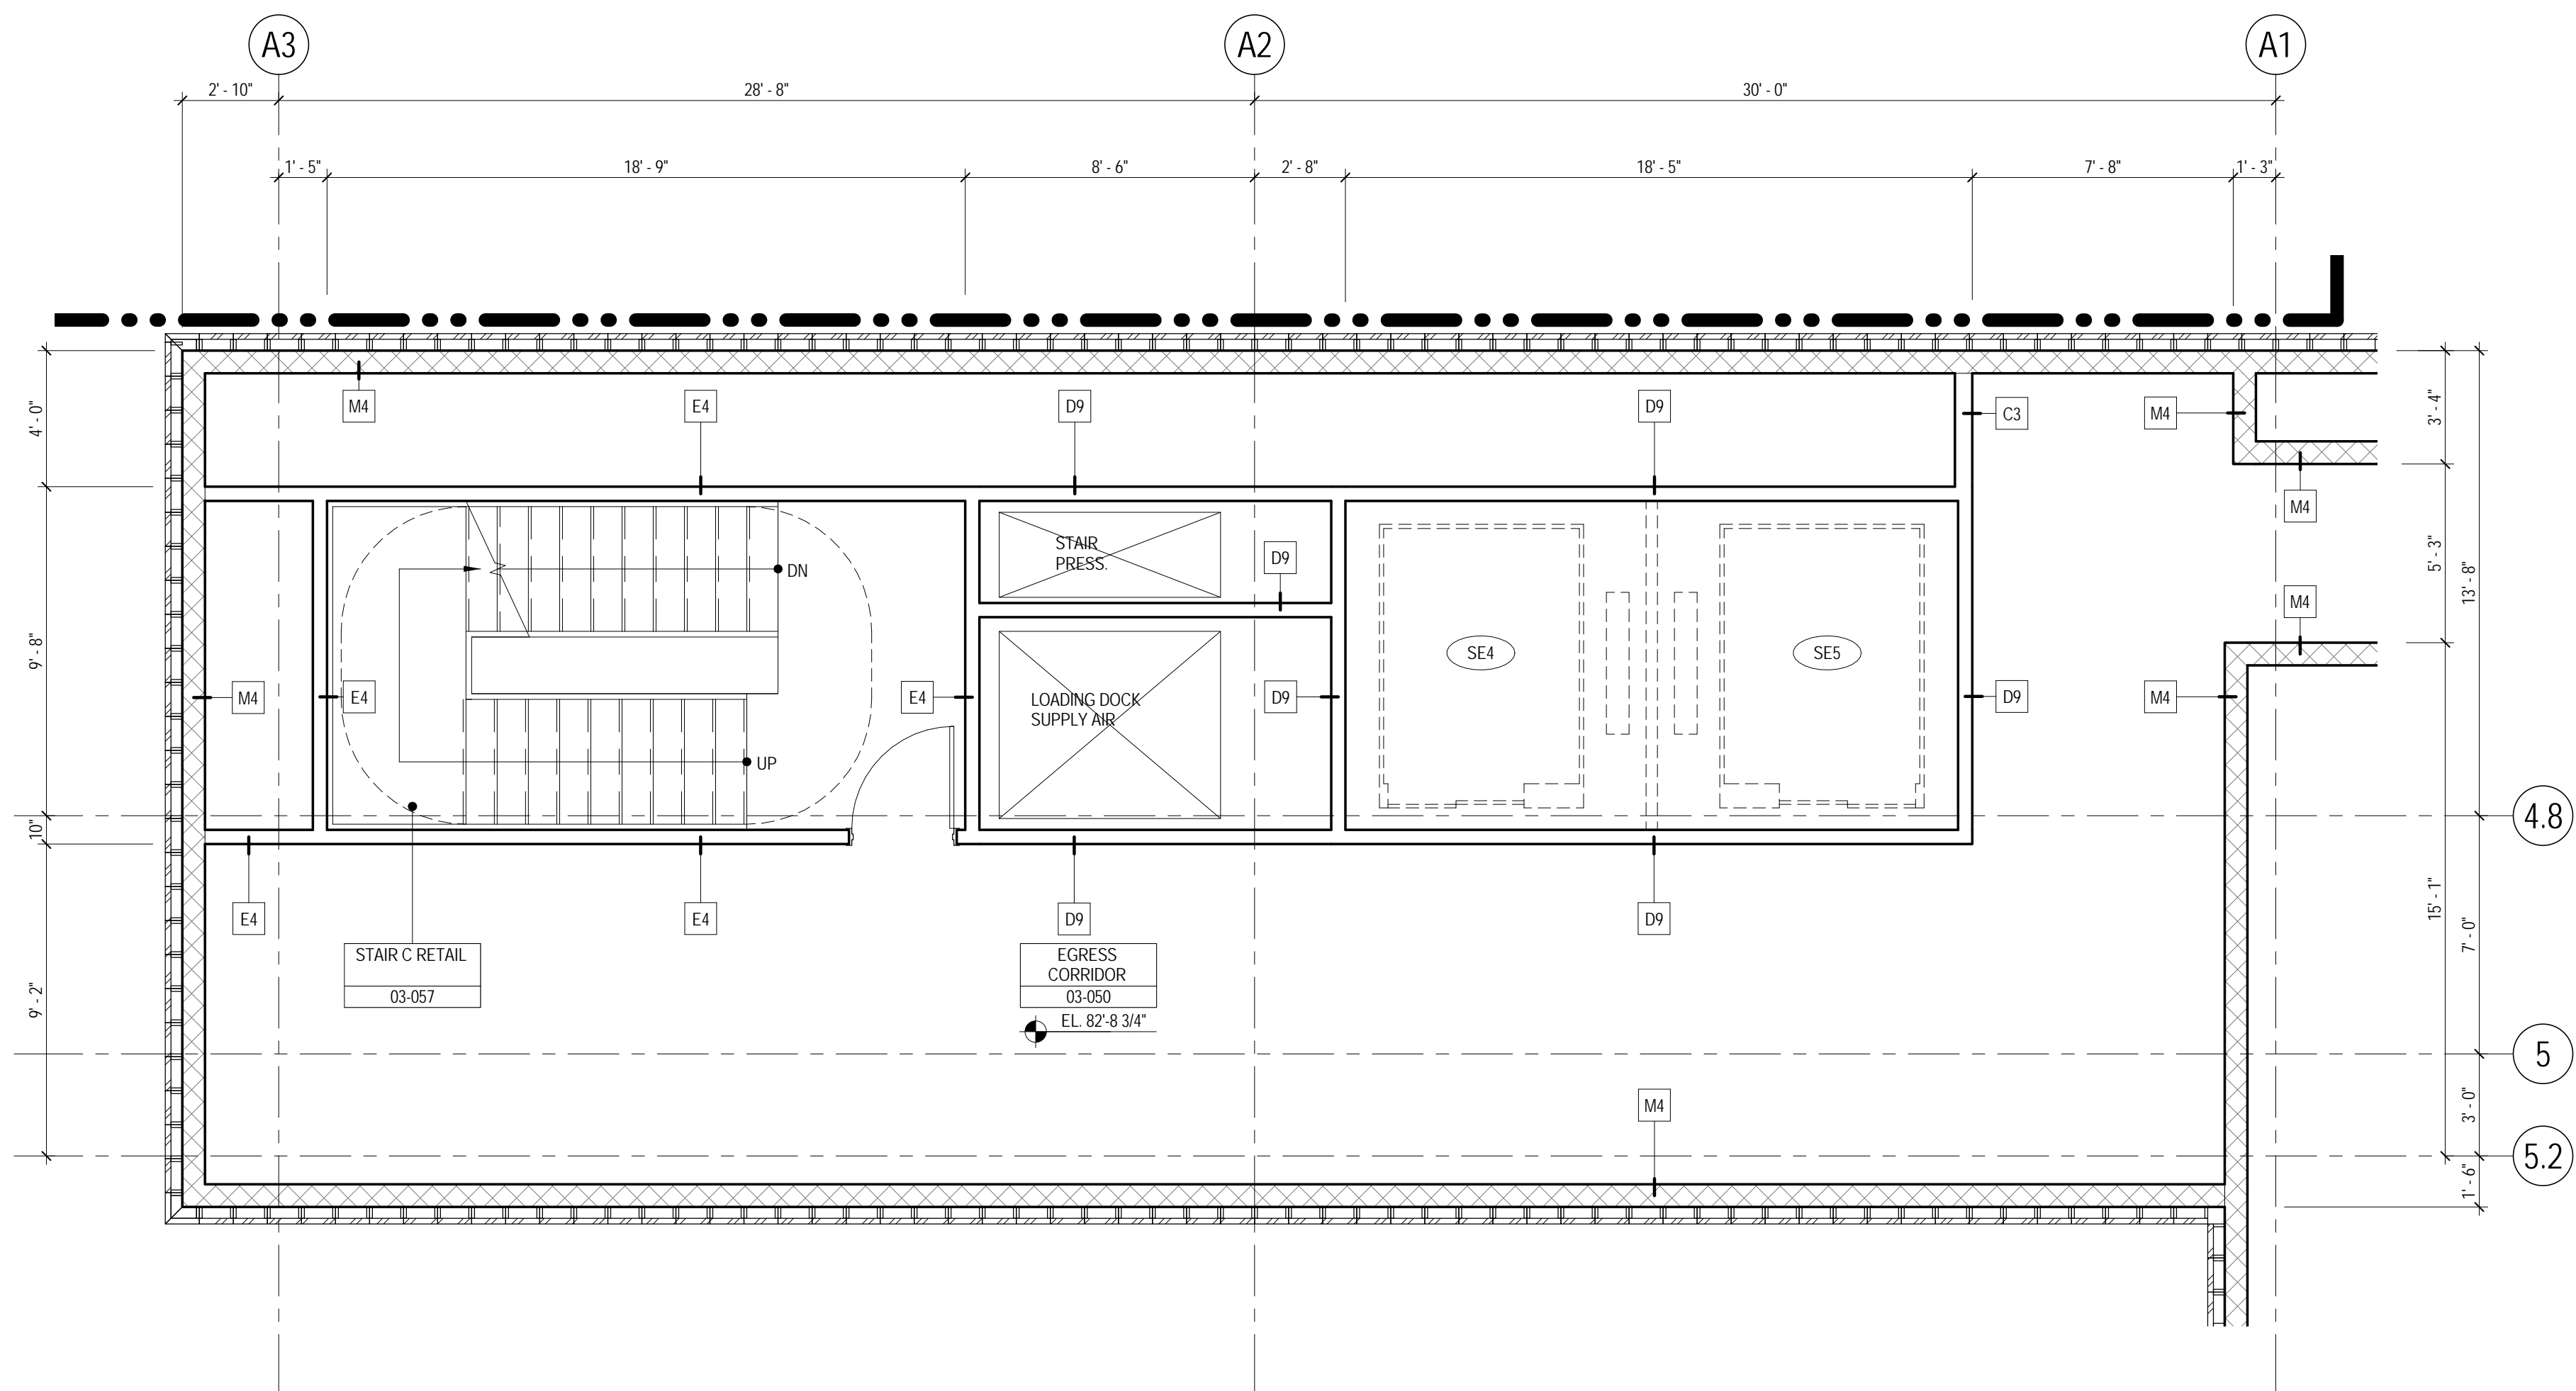 A3
A2
A1
2' - 10"
28' - 8"
30' - 0"
1' - 5"
18' - 9"
8' - 6"
2' - 8"
18' - 5"
7' - 8"
1' - 3"
4' - 0"
M4
E4
D9
D9
C3
M4
3' - 4"
M4
STAIR
PRESS.
D9
DN
5' - 3"
13' - 8"
M4
9' - 8"
SE4
SE5
M4
E4
E4
LOADING DOCK
SUPPLY AIR
D9
D9
M4
UP
10"
4.8
E4
E4
D9
D9
15' - 1"
7' - 0"
STAIR C RETAIL
03-057
EGRESS
CORRIDOR
03-050
EL. 82'-8 3/4"
9' - 2"
5
M4
3' - 0"
5.2
1' - 6"